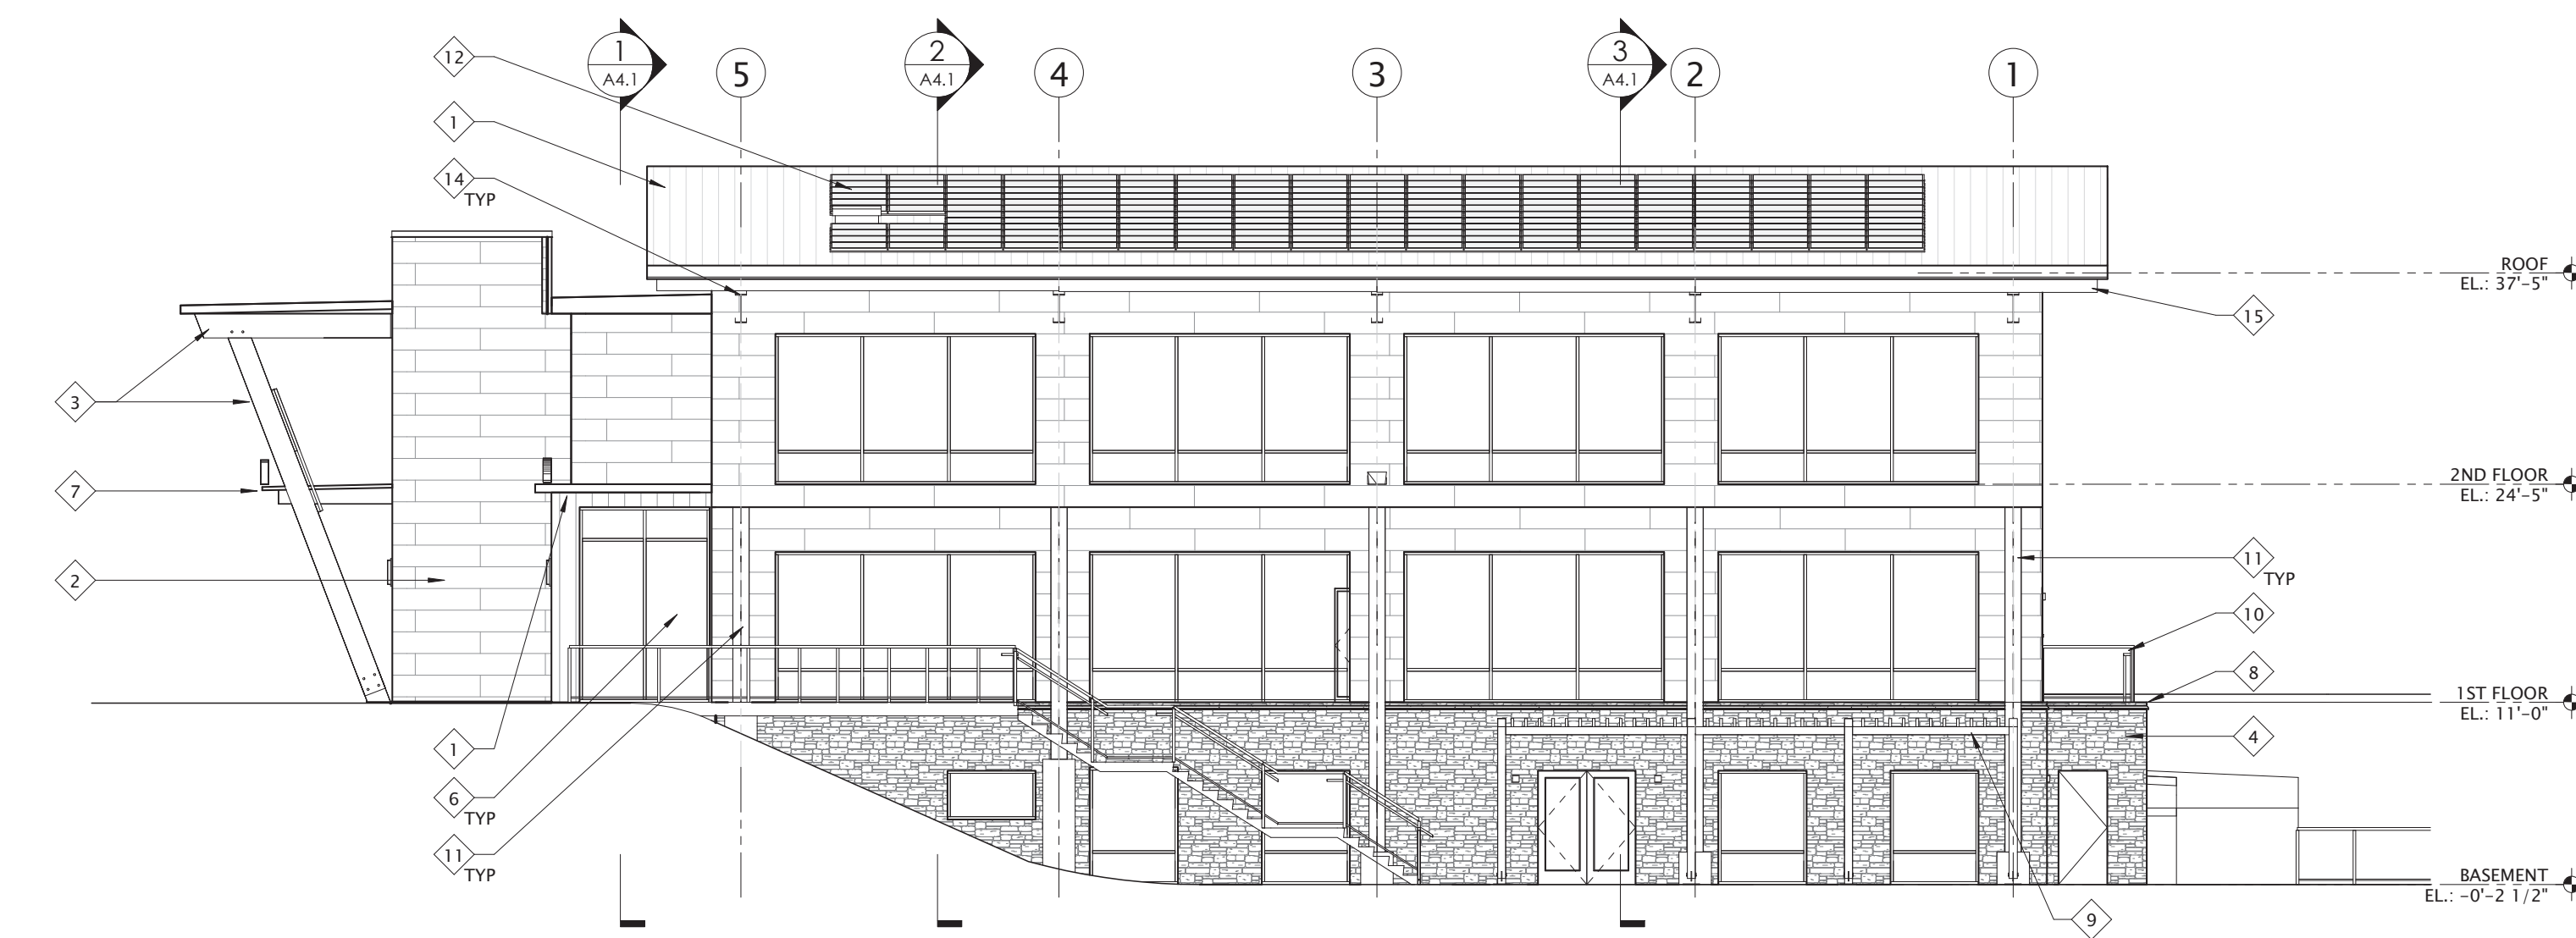 12
1
A4.1
5
2
A4.1
4
3
3
A4.1
2
1
1
14
TYP
ROOF
EL.: 37'-5"
15
3
7
2ND FLOOR
EL.: 24'-5"
2
11
TYP
10
8
1ST FLOOR
EL.: 11'-0"
4
1
6
TYP
11
TYP
BASEMENT
EL.: -0'-2 1/2"
9